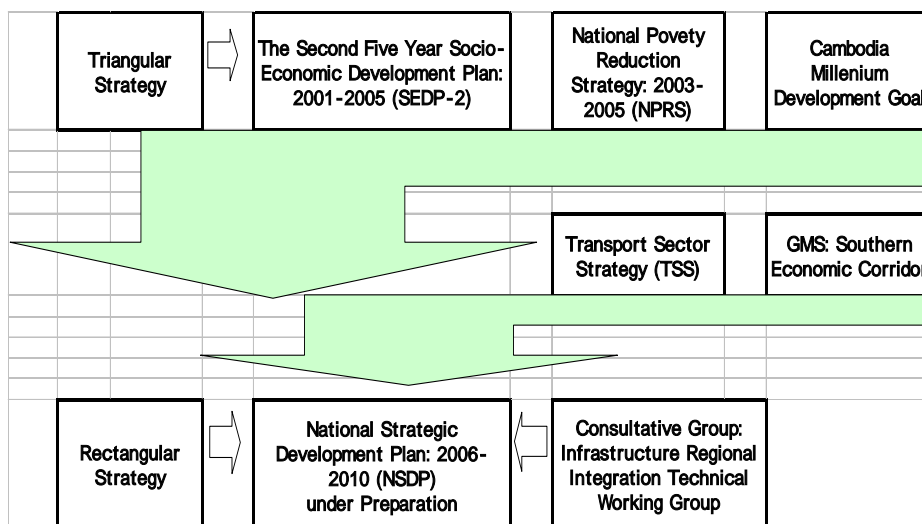 Triangular
Strategy
The Second Five Year Socio-
Economic Development Plan:
2001-2005 (SEDP-2)
National Povety
Reduction
Strategy: 2003-
2005 (NPRS)
Cambodia
Millenium
Development Goal
Transport Sector
Strategy (TSS)
GMS: Southern
Economic Corridor
Rectangular
Strategy
National Strategic
Development Plan: 2006-
2010 (NSDP)
under Preparation
Consultative Group:
Infrastructure Regional
Integration Technical
Working Group